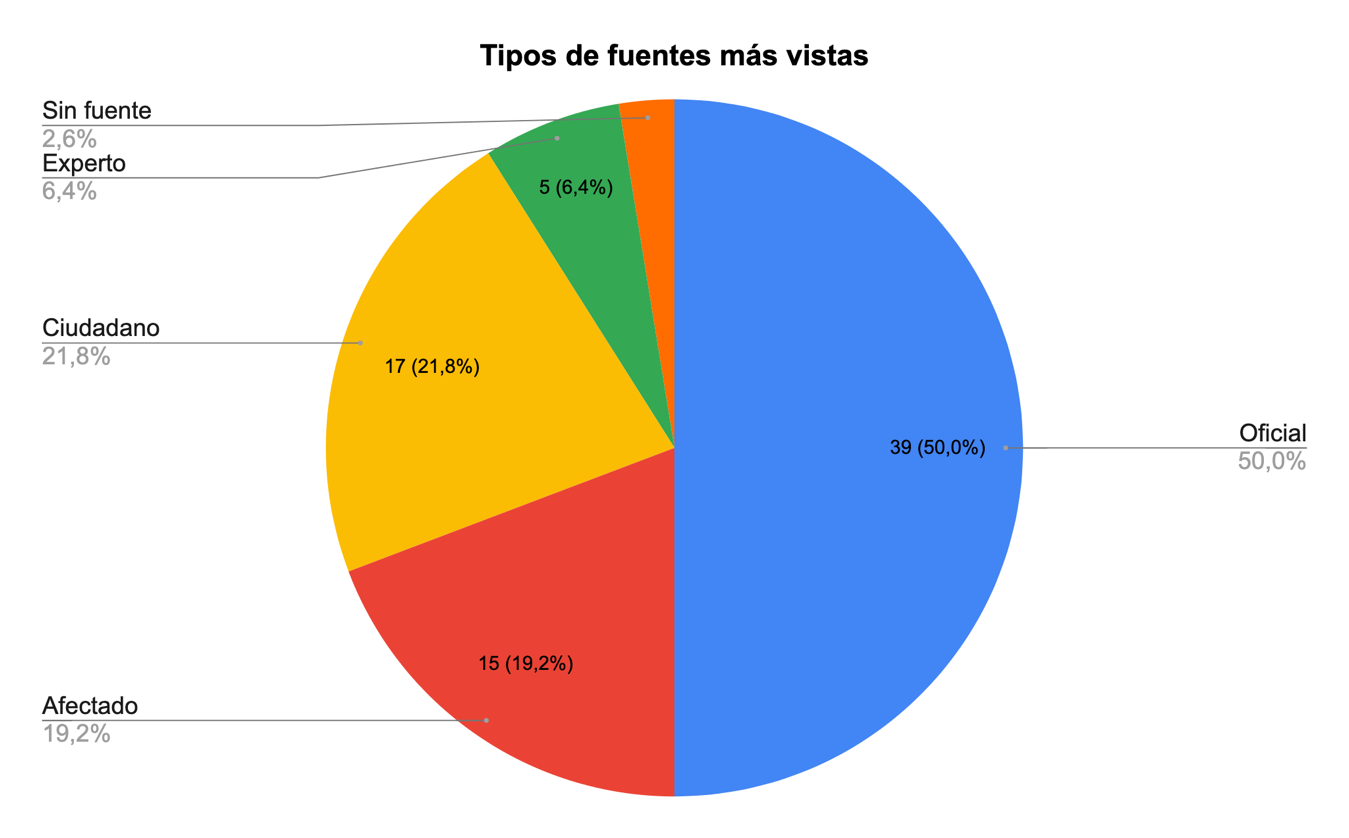 Tipos de fuentes más vistas
Sin fuente
2,6%
Experto
6,4%
5 (6,4%)
Ciudadano
21,8%
17 (21,8%)
Oficial
50,0%
39 (50,0%)
Afectado
19,2%
15 (19,2%)